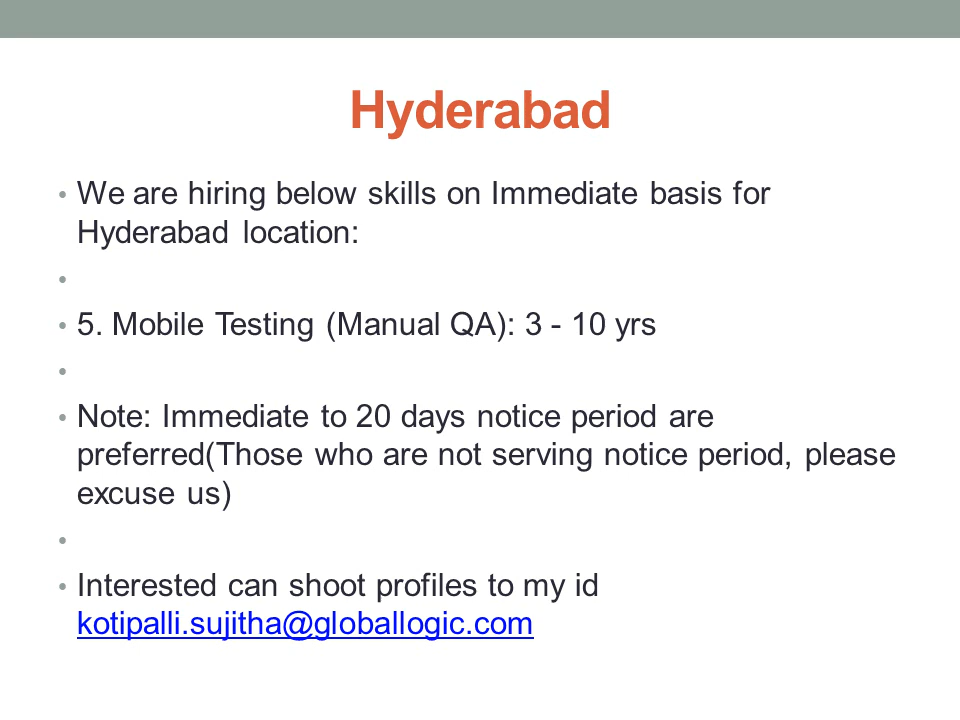 Hyderabad
• We are hiring below skills on Immediate basis for
Hyderabad location:
•
• 5. Mobile Testing (Manual QA): 3 - 10 yrs
•
• Note: Immediate to 20 days notice period are
preferred(Those who are not serving notice period, please
excuse us)
•
• Interested can shoot profiles to my id
kotipalli.sujitha@globallogic.com